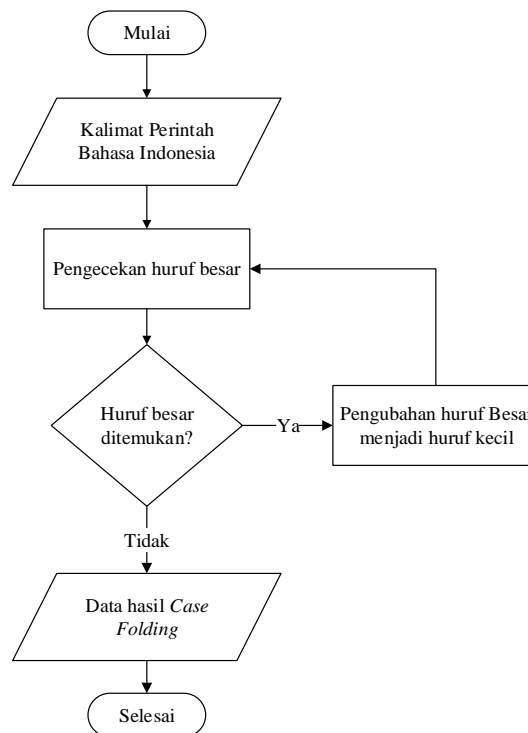 Mulai
Kalimat Perintah
Bahasa Indonesia
Pengecekan huruf besar
Huruf besar
ditemukan?
Ya
Pengubahan huruf Besar
menjadi huruf kecil
Tidak
Data hasil Case
Folding
Selesai